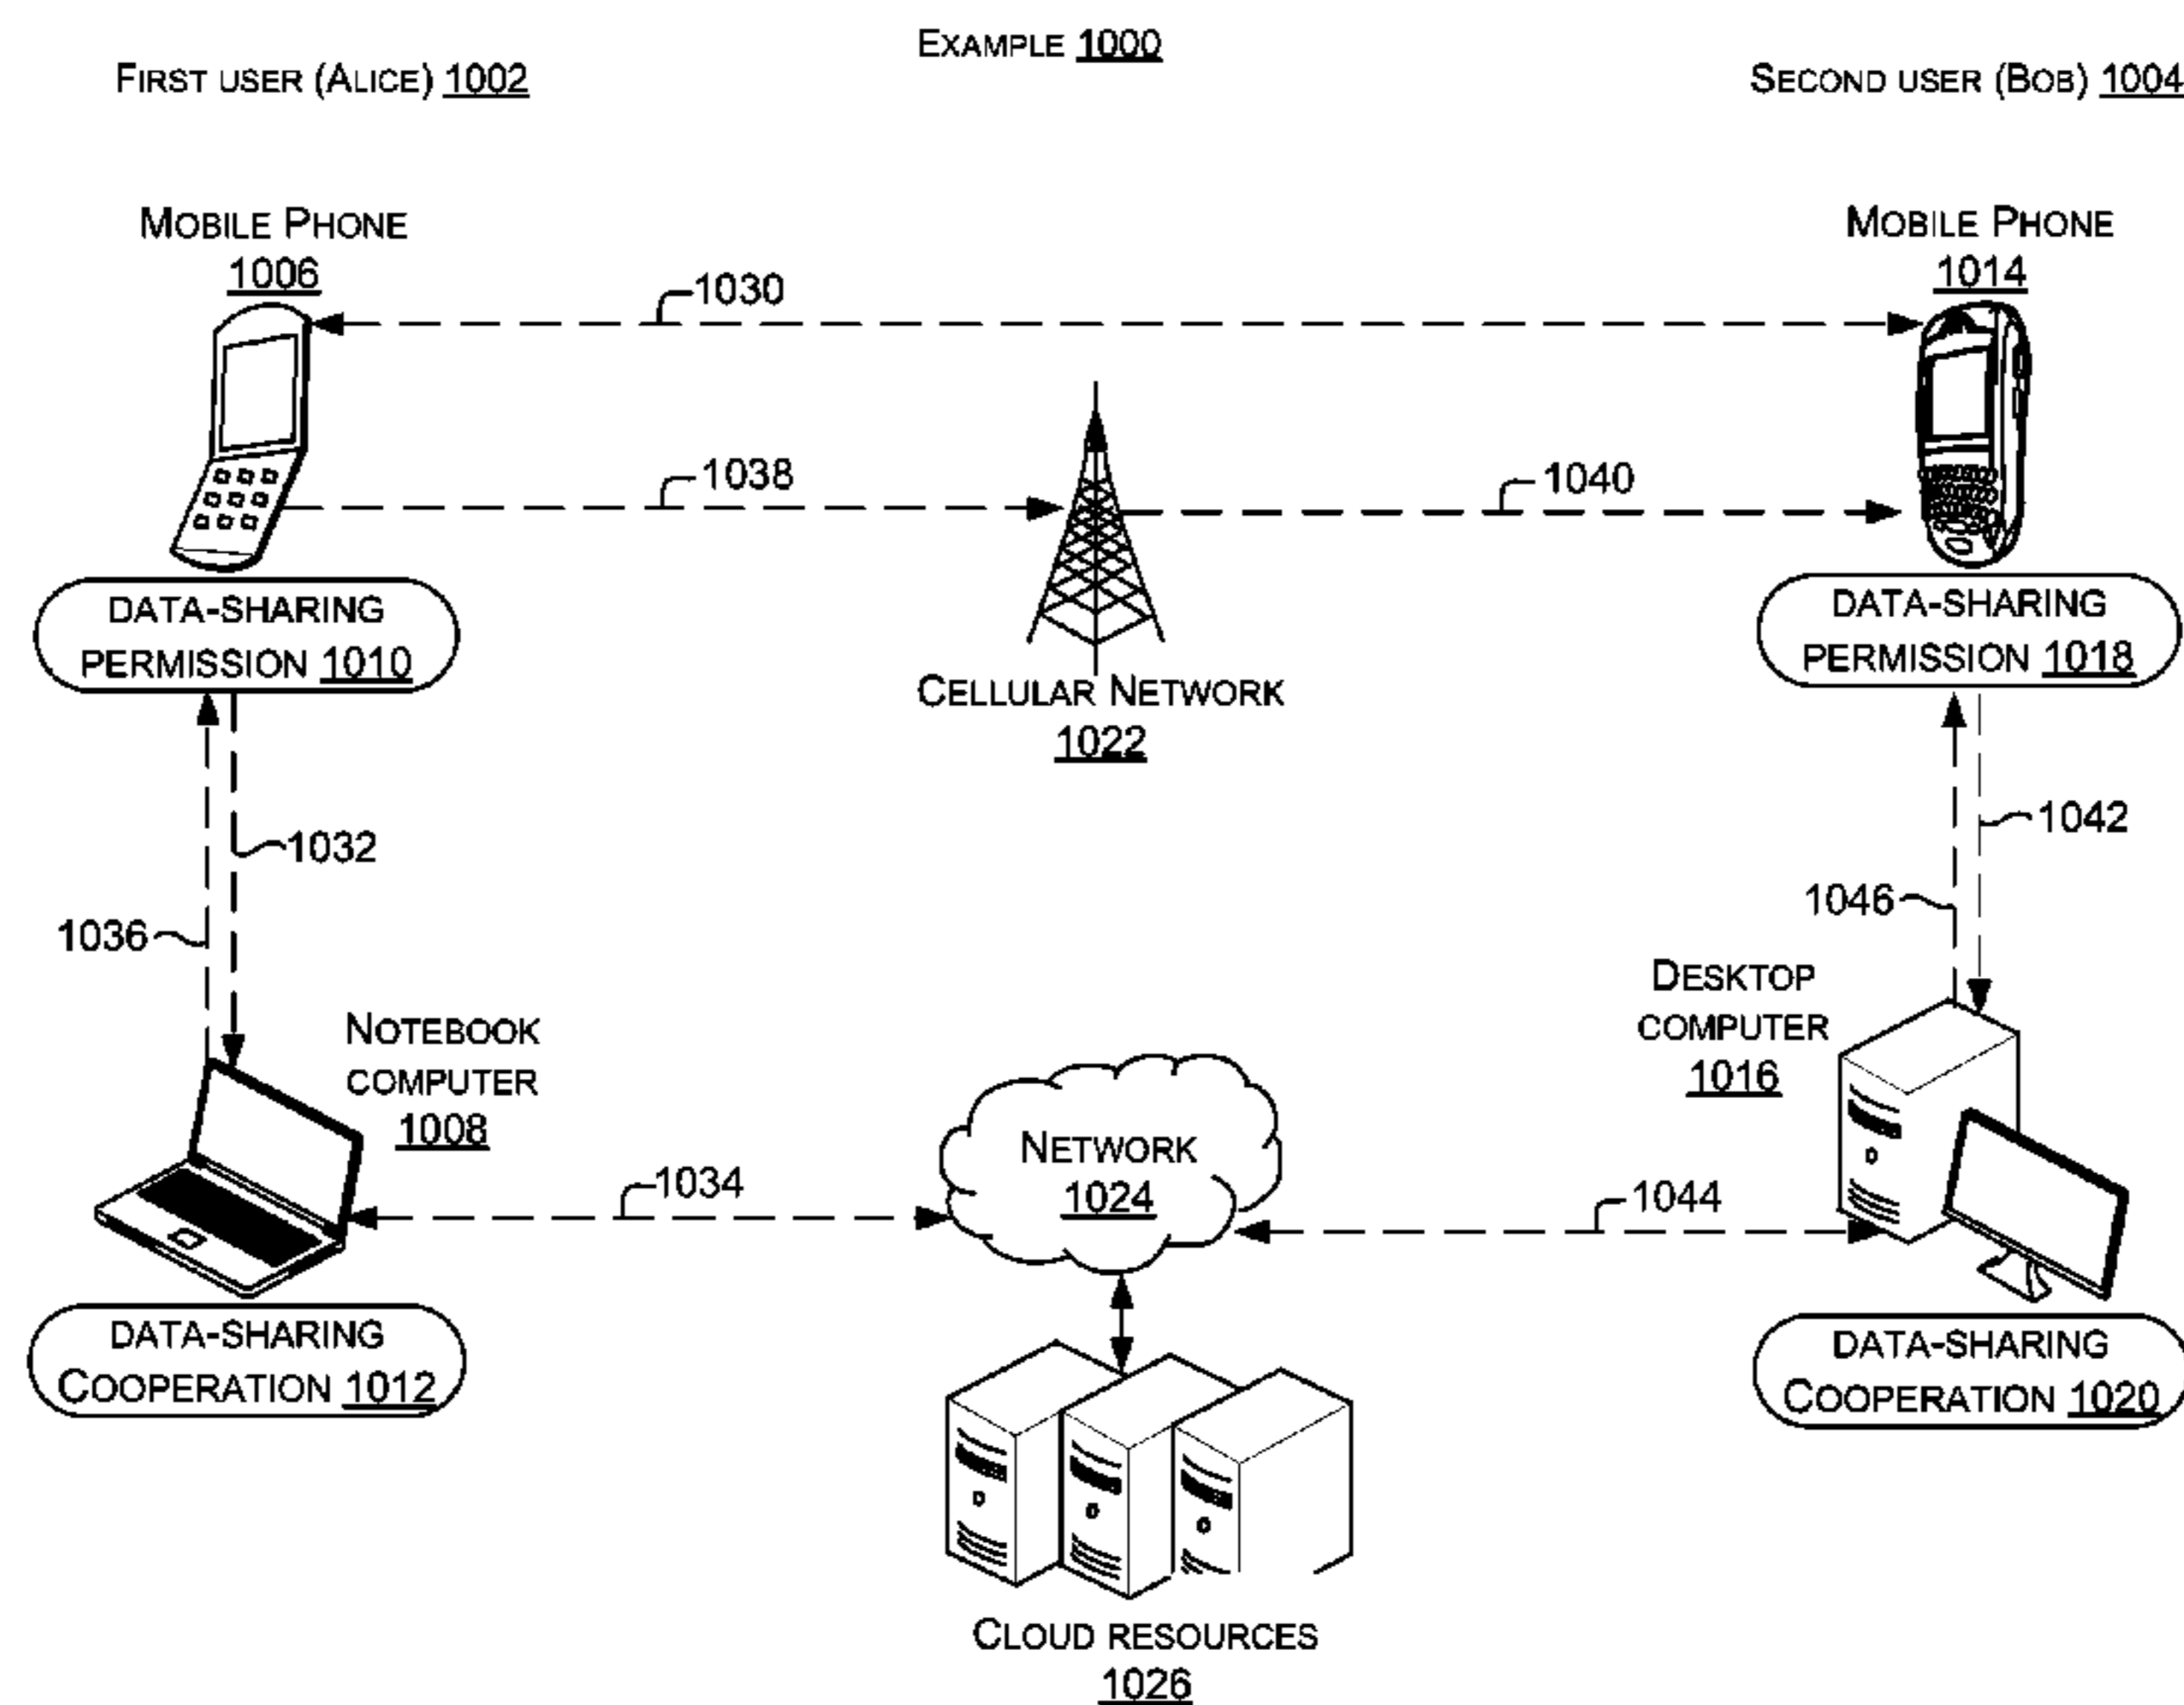 EXAMPLE 1000
FIRST USER (ALICE) 1002
SECOND USER (BOB) 1004
MOBILE PHONE
1006
MOBILE PHONE
1014
1030
1038
1040
DATA-SHARING
PERMISSION 1010
DATA-SHARING
PERMISSION 1018
CELLULAR NETWORK
1022
1032
1036
1042
1046
NOTEBOOK
COMPUTER
1008
DESKTOP
COMPUTER
1016
NETWORK
1024
1034
1044
DATA-SHARING
COOPERATION 1012
DATA-SHARING
COOPERATION 1020
CLOUD RESOURCES
1026